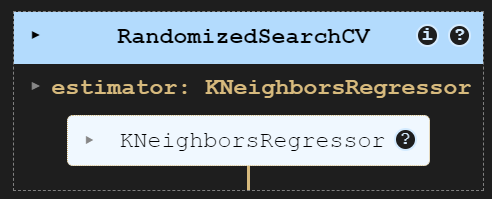 RandomizedSearchCV i ?
estimator: KNeighborsRegressor
KNeighborsRegressor ?